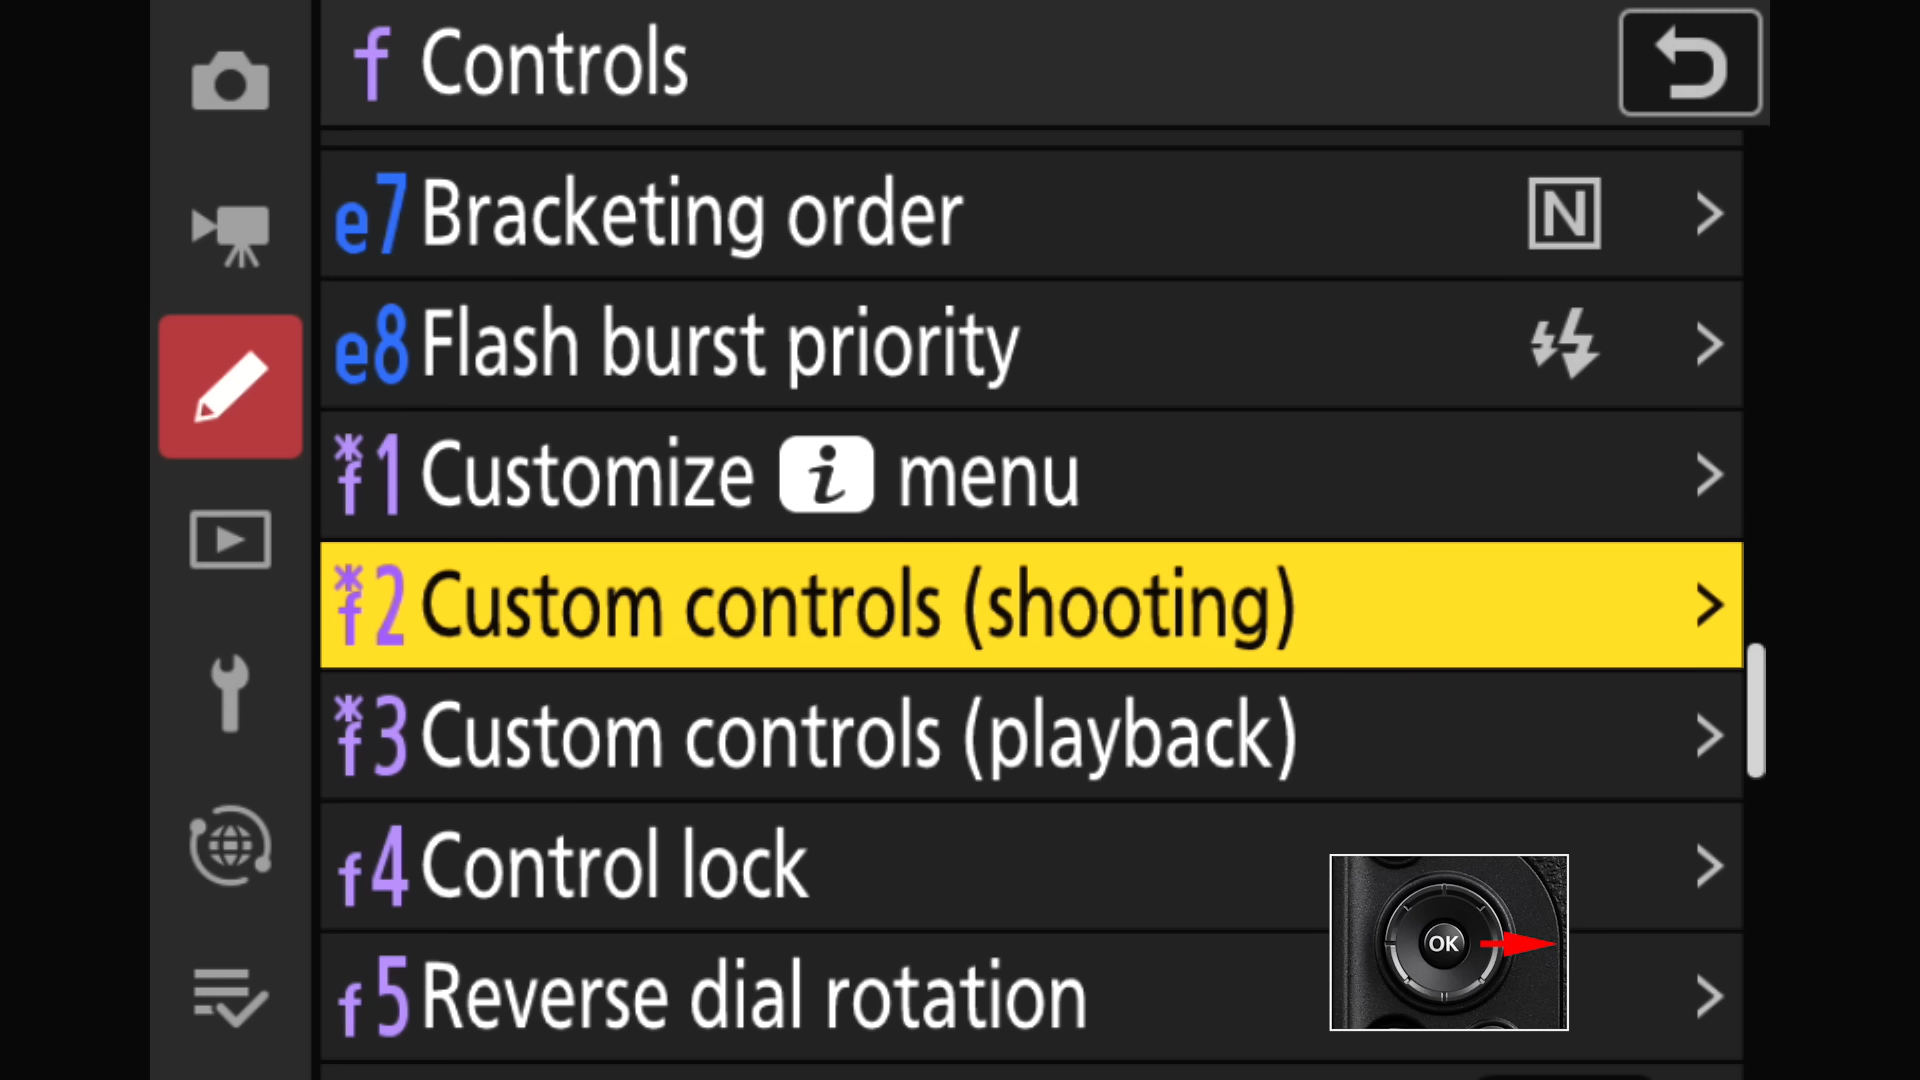 f Controls
e7 Bracketing order N
e8 Flash burst priority
*f1 Customize i menu
*f2 Custom controls (shooting)
*f3 Custom controls (playback)
f4 Control lock
f5 Reverse dial rotation
OK